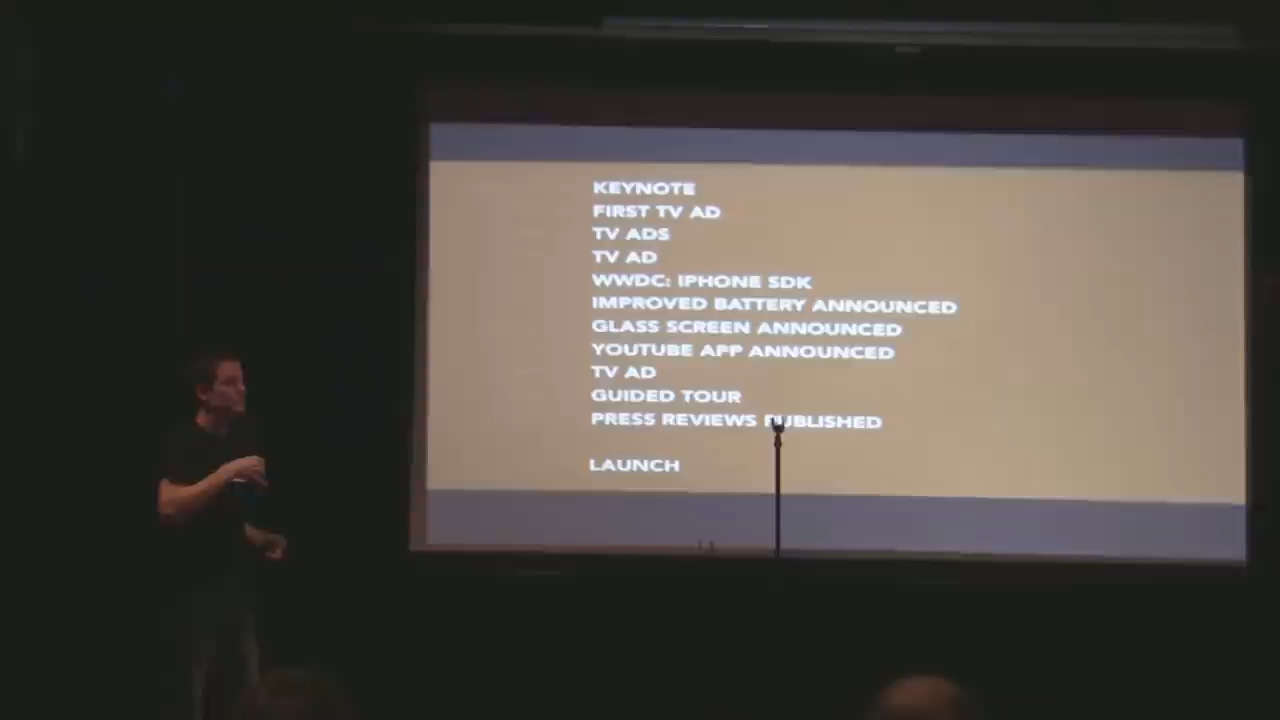 KEYNOTE
FIRST TV AD
TV ADS
TV AD
WWDC: IPHONE SDK
IMPROVED BATTERY ANNOUNCED
GLASS SCREEN ANNOUNCED
YOUTUBE APP ANNOUNCED
TV AD
GUIDED TOUR
PRESS REVIEWS PUBLISHED
LAUNCH